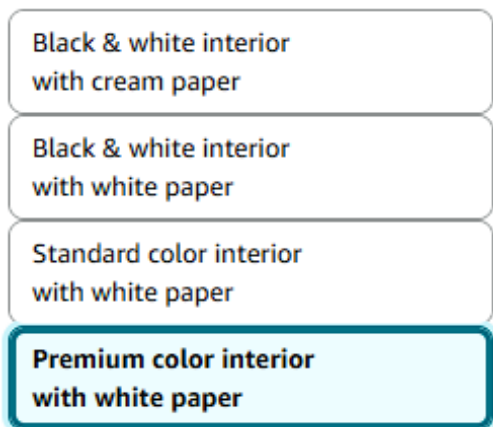 Black & white interior
with cream paper
Black & white interior
with white paper
Standard color interior
with white paper
Premium color interior
with white paper